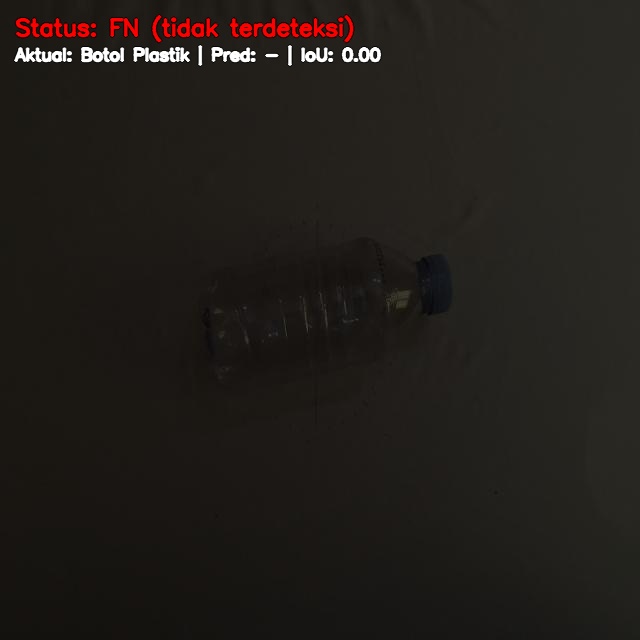 Status: FN (tidak terdeteksi)
Aktual: Botol Plastik | Pred: - | IoU: 0.00